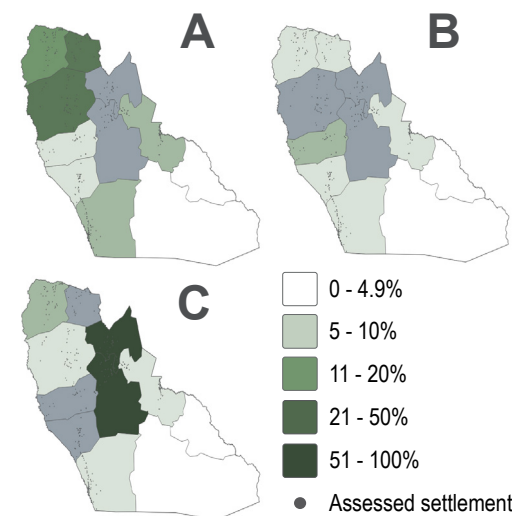 A
B
C
0 - 4.9%
5 - 10%
11 - 20%
21 - 50%
51 - 100%
Assessed settlement